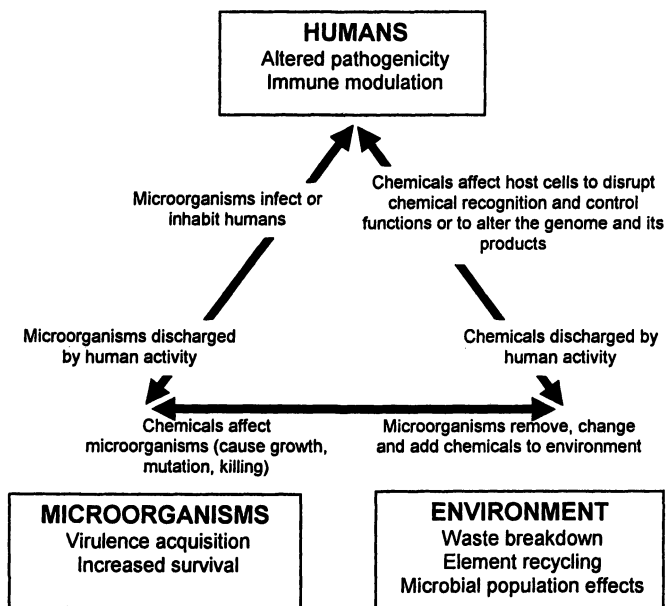 HUMANS
Altered pathogenicity
Immune modulation
Microorganisms infect or
inhabit humans
Chemicals affect host cells to disrupt
chemical recognition and control
functions or to alter the genome and its
products
Microorganisms discharged
by human activity
Chemicals discharged by
human activity
Chemicals affect
microorganisms (cause growth,
mutation, killing)
Microorganisms remove, change
and add chemicals to environment
MICROORGANISMS
Virulence acquisition
Increased survival
ENVIRONMENT
Waste breakdown
Element recycling
Microbial population effects